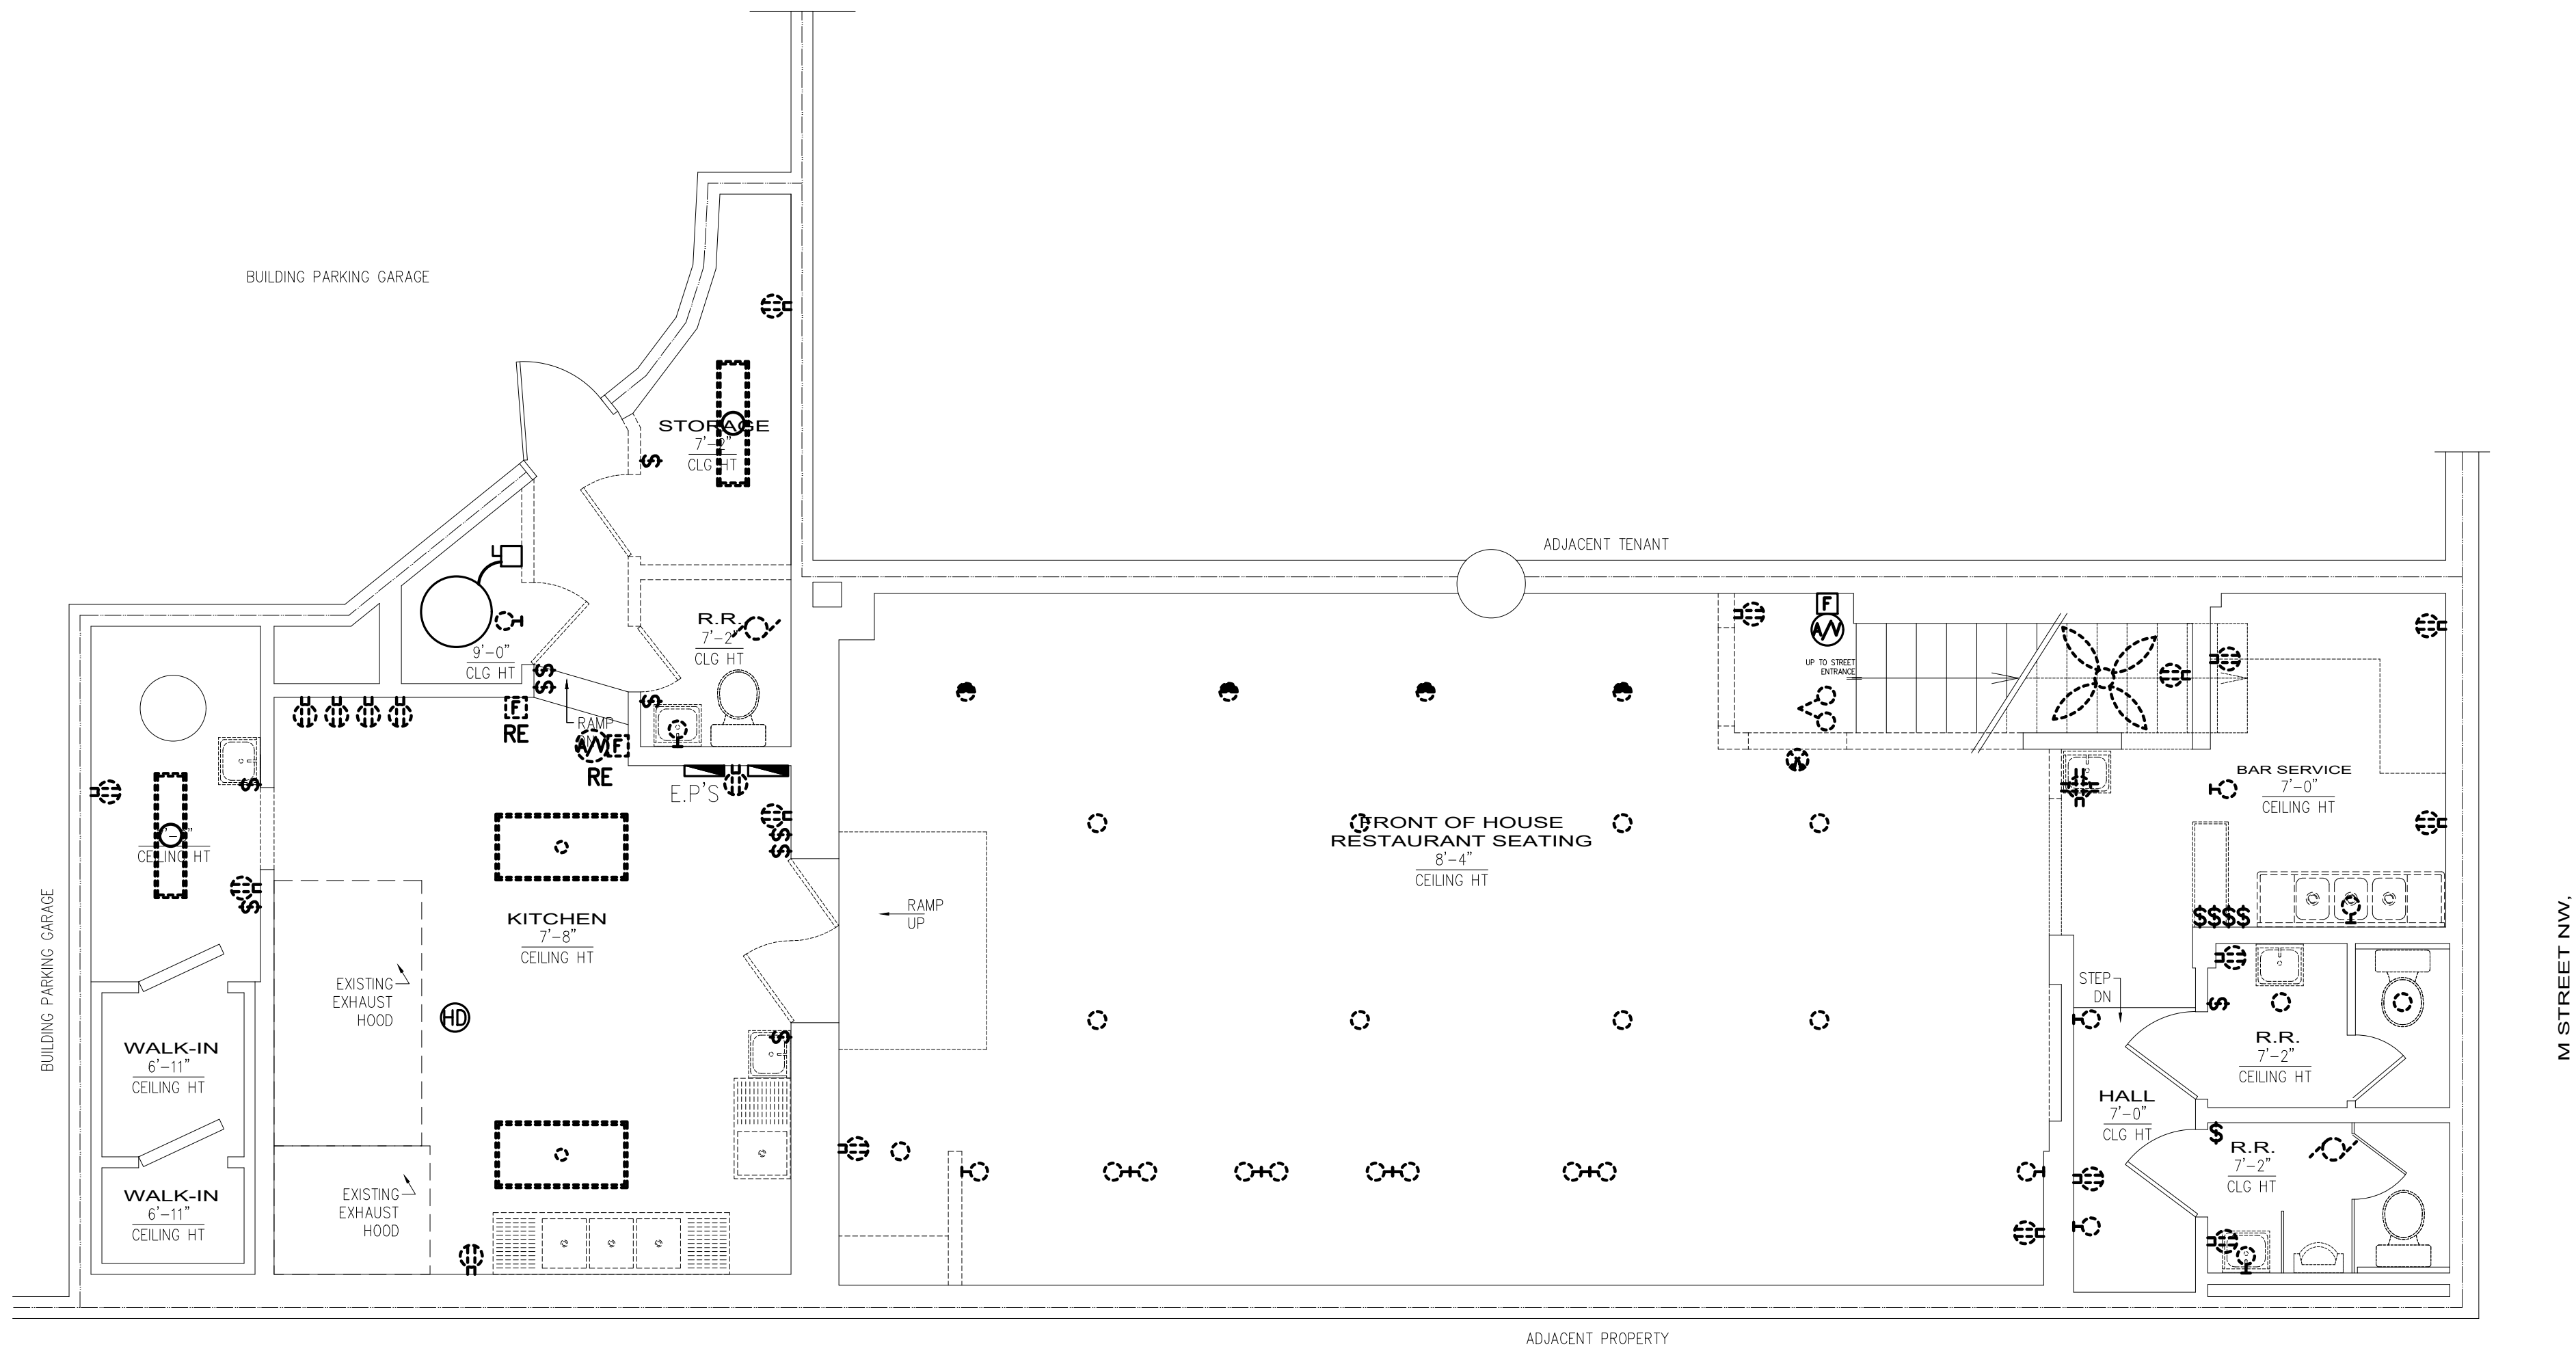 BUILDING PARKING GARAGE
STORAGE
7'-2"
CLG HT
$
ADJACENT TENANT
9'-0"
CLG HT
R.R.
7'-2"
CLG HT
$
$
$
F
RE
RAMP
F
RE
E.P'S
F
UP TO STREET
ENTRANCE
$
CEILING HT
$
$
$
KITCHEN
7'-8"
CEILING HT
EXISTING
EXHAUST
HOOD
HD
$
RAMP
UP
FRONT OF HOUSE
RESTAURANT SEATING
8'-4"
CEILING HT
BAR SERVICE
7'-0"
CEILING HT
$$$$
STEP
DN
$
R.R.
7'-2"
CEILING HT
HALL
7'-0"
CLG HT
$
R.R.
7'-2"
CLG HT
WALK-IN
6'-11"
CEILING HT
WALK-IN
6'-11"
CEILING HT
EXISTING
EXHAUST
HOOD
BUILDING PARKING GARAGE
M STREET NW,
ADJACENT PROPERTY